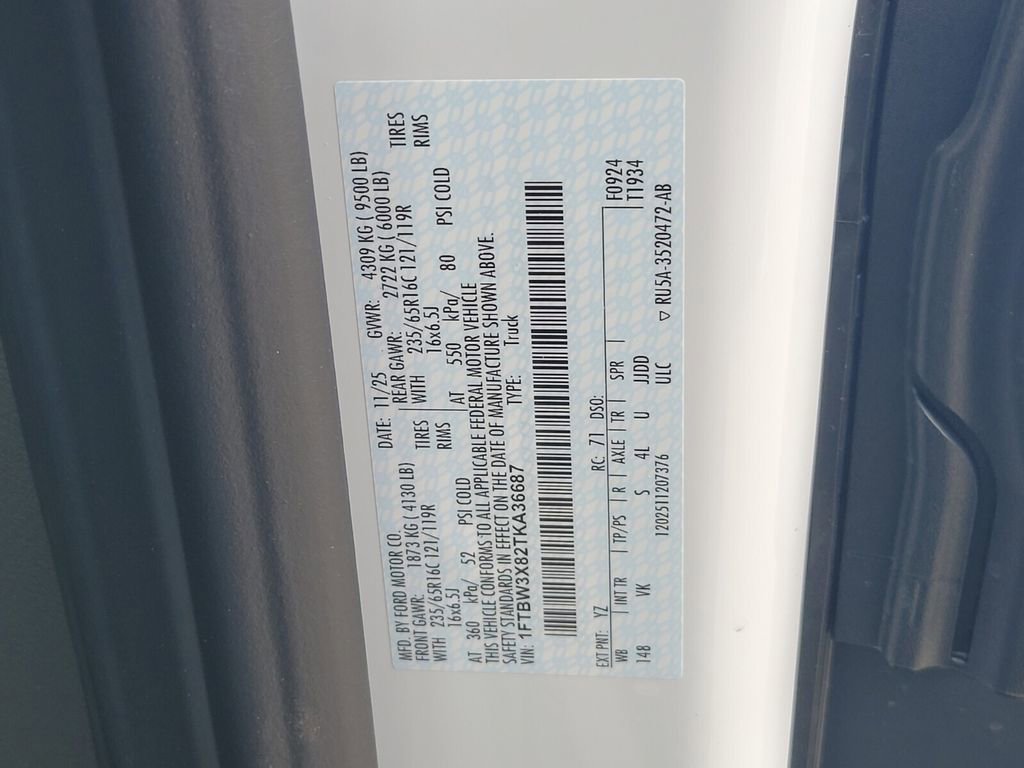 MFD. BY FORD MOTOR CO. DATE: 11/25 GVWR: 4309 KG ( 9500 LB)
FRONT GAWR: 1873 KG ( 4130 LB) REAR GAWR: 2722 KG ( 6000 LB)
WITH 235/65R16C 121/119R TIRES WITH 235/65R16C 121/119R TIRES
16x6.5J RIMS 16x6.5J RIMS
AT 360 kPa/ 52 PSI COLD AT 550 kPa/ 80 PSI COLD
THIS VEHICLE CONFORMS TO ALL APPLICABLE FEDERAL MOTOR VEHICLE
SAFETY STANDARDS IN EFFECT ON THE DATE OF MANUFACTURE SHOWN ABOVE.
VIN: 1FTBW3X82TKA36687 TYPE: Truck
EXT PNT: YZ RC: 71 DSO: F0924
WB INT TR TP/PS R AXLE TR SPR T1934
148 VK S 4L U JJDD
120251120​7376 ULC RU5A-3520472-AB